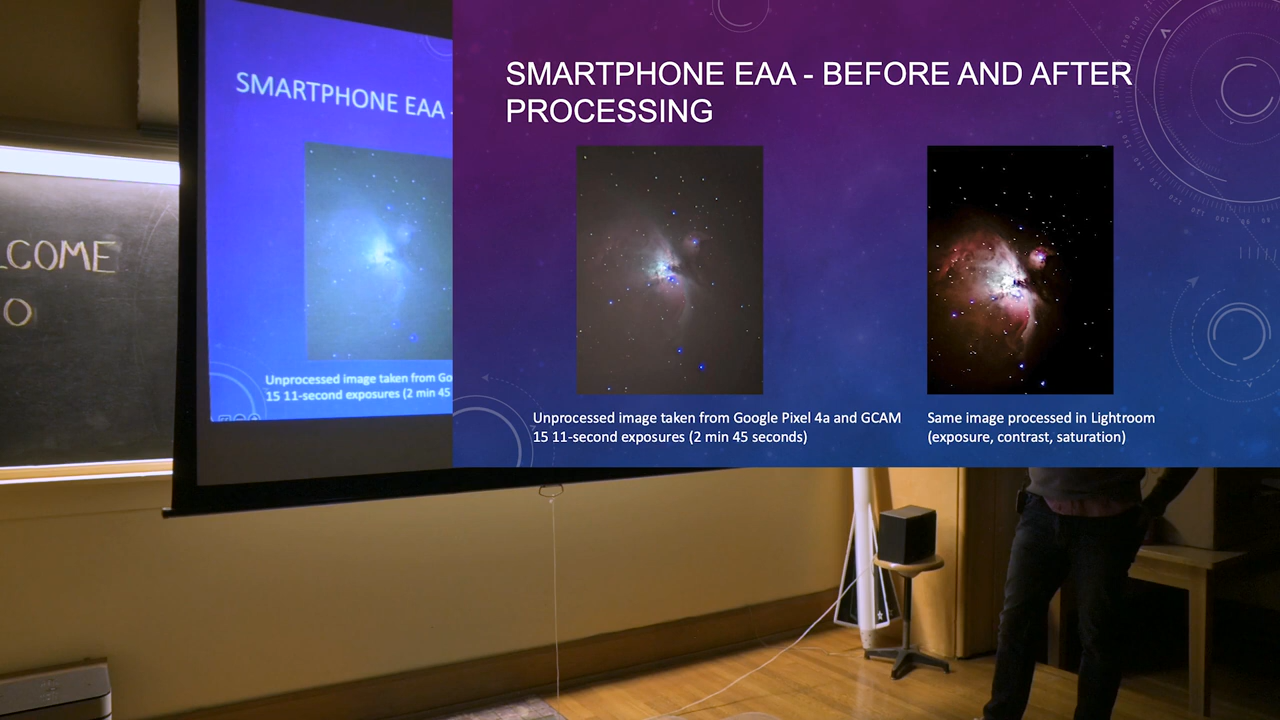 LCOME
O
SMARTPHONE EAA -
Unprocessed image taken from Go
15 11-second exposures (2 min 45
SMARTPHONE EAA - BEFORE AND AFTER
PROCESSING
Unprocessed image taken from Google Pixel 4a and GCAM
15 11-second exposures (2 min 45 seconds)
Same image processed in Lightroom
(exposure, contrast, saturation)